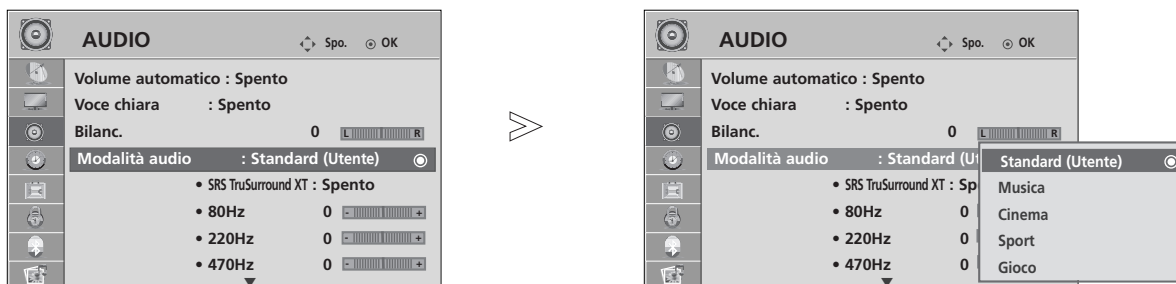 AUDIO Spo. OK
Volume automatico : Spento
Voce chiara : Spento
Bilanc. 0 L R
Modalità audio : Standard (Utente)
• SRS TruSurround XT : Spento
• 80Hz 0 - +
• 220Hz 0 - +
• 470Hz 0 - +
AUDIO Spo. OK
Volume automatico : Spento
Voce chiara : Spento
Bilanc. 0 L R
Modalità audio : Standard (Ut
• SRS TruSurround XT : Sp
• 80Hz 0
• 220Hz 0
• 470Hz 0
Standard (Utente)
Musica
Cinema
Sport
Gioco